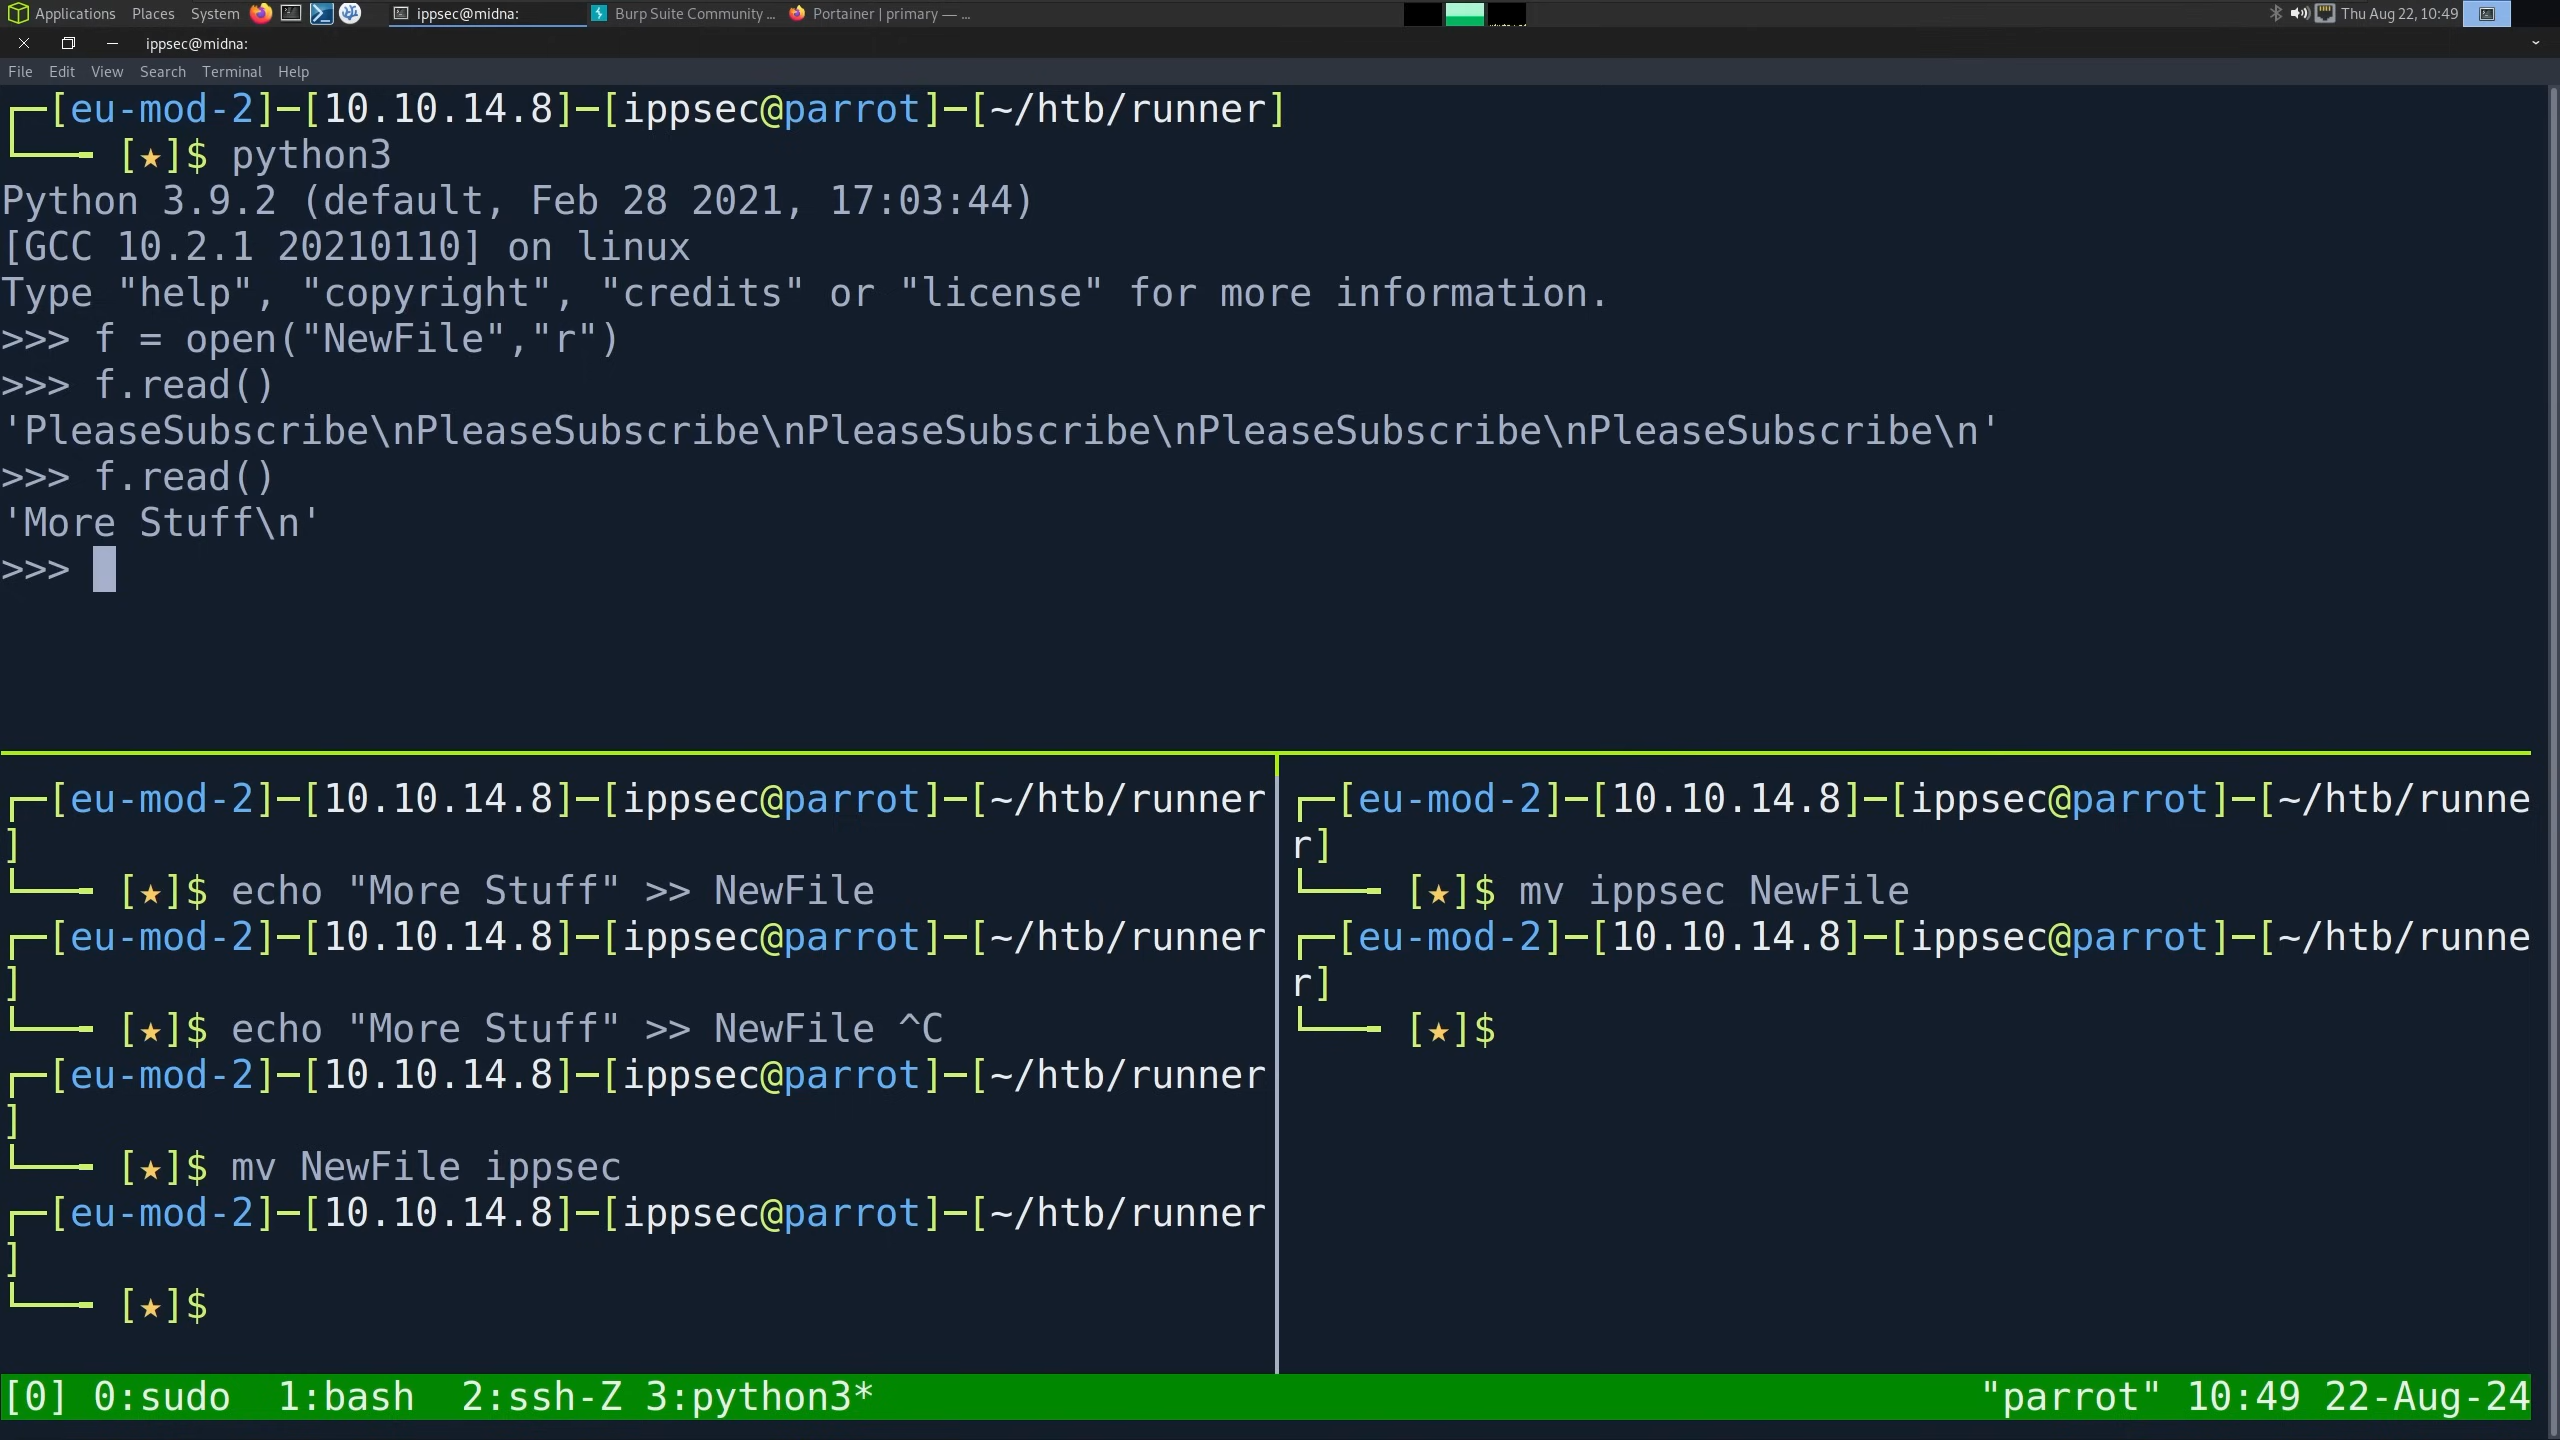 Applications Places System ippsec@midna: Burp Suite Community ... Portainer | primary — ... Thu Aug 22, 10:49
ippsec@midna:
File Edit View Search Terminal Help
┌─[eu-mod-2]─[10.10.14.8]─[ippsec@parrot]─[~/htb/runner]
└──╼ [★]$ python3
Python 3.9.2 (default, Feb 28 2021, 17:03:44)
[GCC 10.2.1 20210110] on linux
Type "help", "copyright", "credits" or "license" for more information.
>>> f = open("NewFile","r")
>>> f.read()
'PleaseSubscribe\nPleaseSubscribe\nPleaseSubscribe\nPleaseSubscribe\nPleaseSubscribe\n'
>>> f.read()
'More Stuff\n'
>>>
┌─[eu-mod-2]─[10.10.14.8]─[ippsec@parrot]─[~/htb/runner
]
└──╼ [★]$ echo "More Stuff" >> NewFile
┌─[eu-mod-2]─[10.10.14.8]─[ippsec@parrot]─[~/htb/runner
]
└──╼ [★]$ echo "More Stuff" >> NewFile ^C
┌─[eu-mod-2]─[10.10.14.8]─[ippsec@parrot]─[~/htb/runner
]
└──╼ [★]$ mv NewFile ippsec
┌─[eu-mod-2]─[10.10.14.8]─[ippsec@parrot]─[~/htb/runner
]
└──╼ [★]$
┌─[eu-mod-2]─[10.10.14.8]─[ippsec@parrot]─[~/htb/runne
r]
└──╼ [★]$ mv ippsec NewFile
┌─[eu-mod-2]─[10.10.14.8]─[ippsec@parrot]─[~/htb/runne
r]
└──╼ [★]$
[0] 0:sudo 1:bash 2:ssh-Z 3:python3* "parrot" 10:49 22-Aug-24